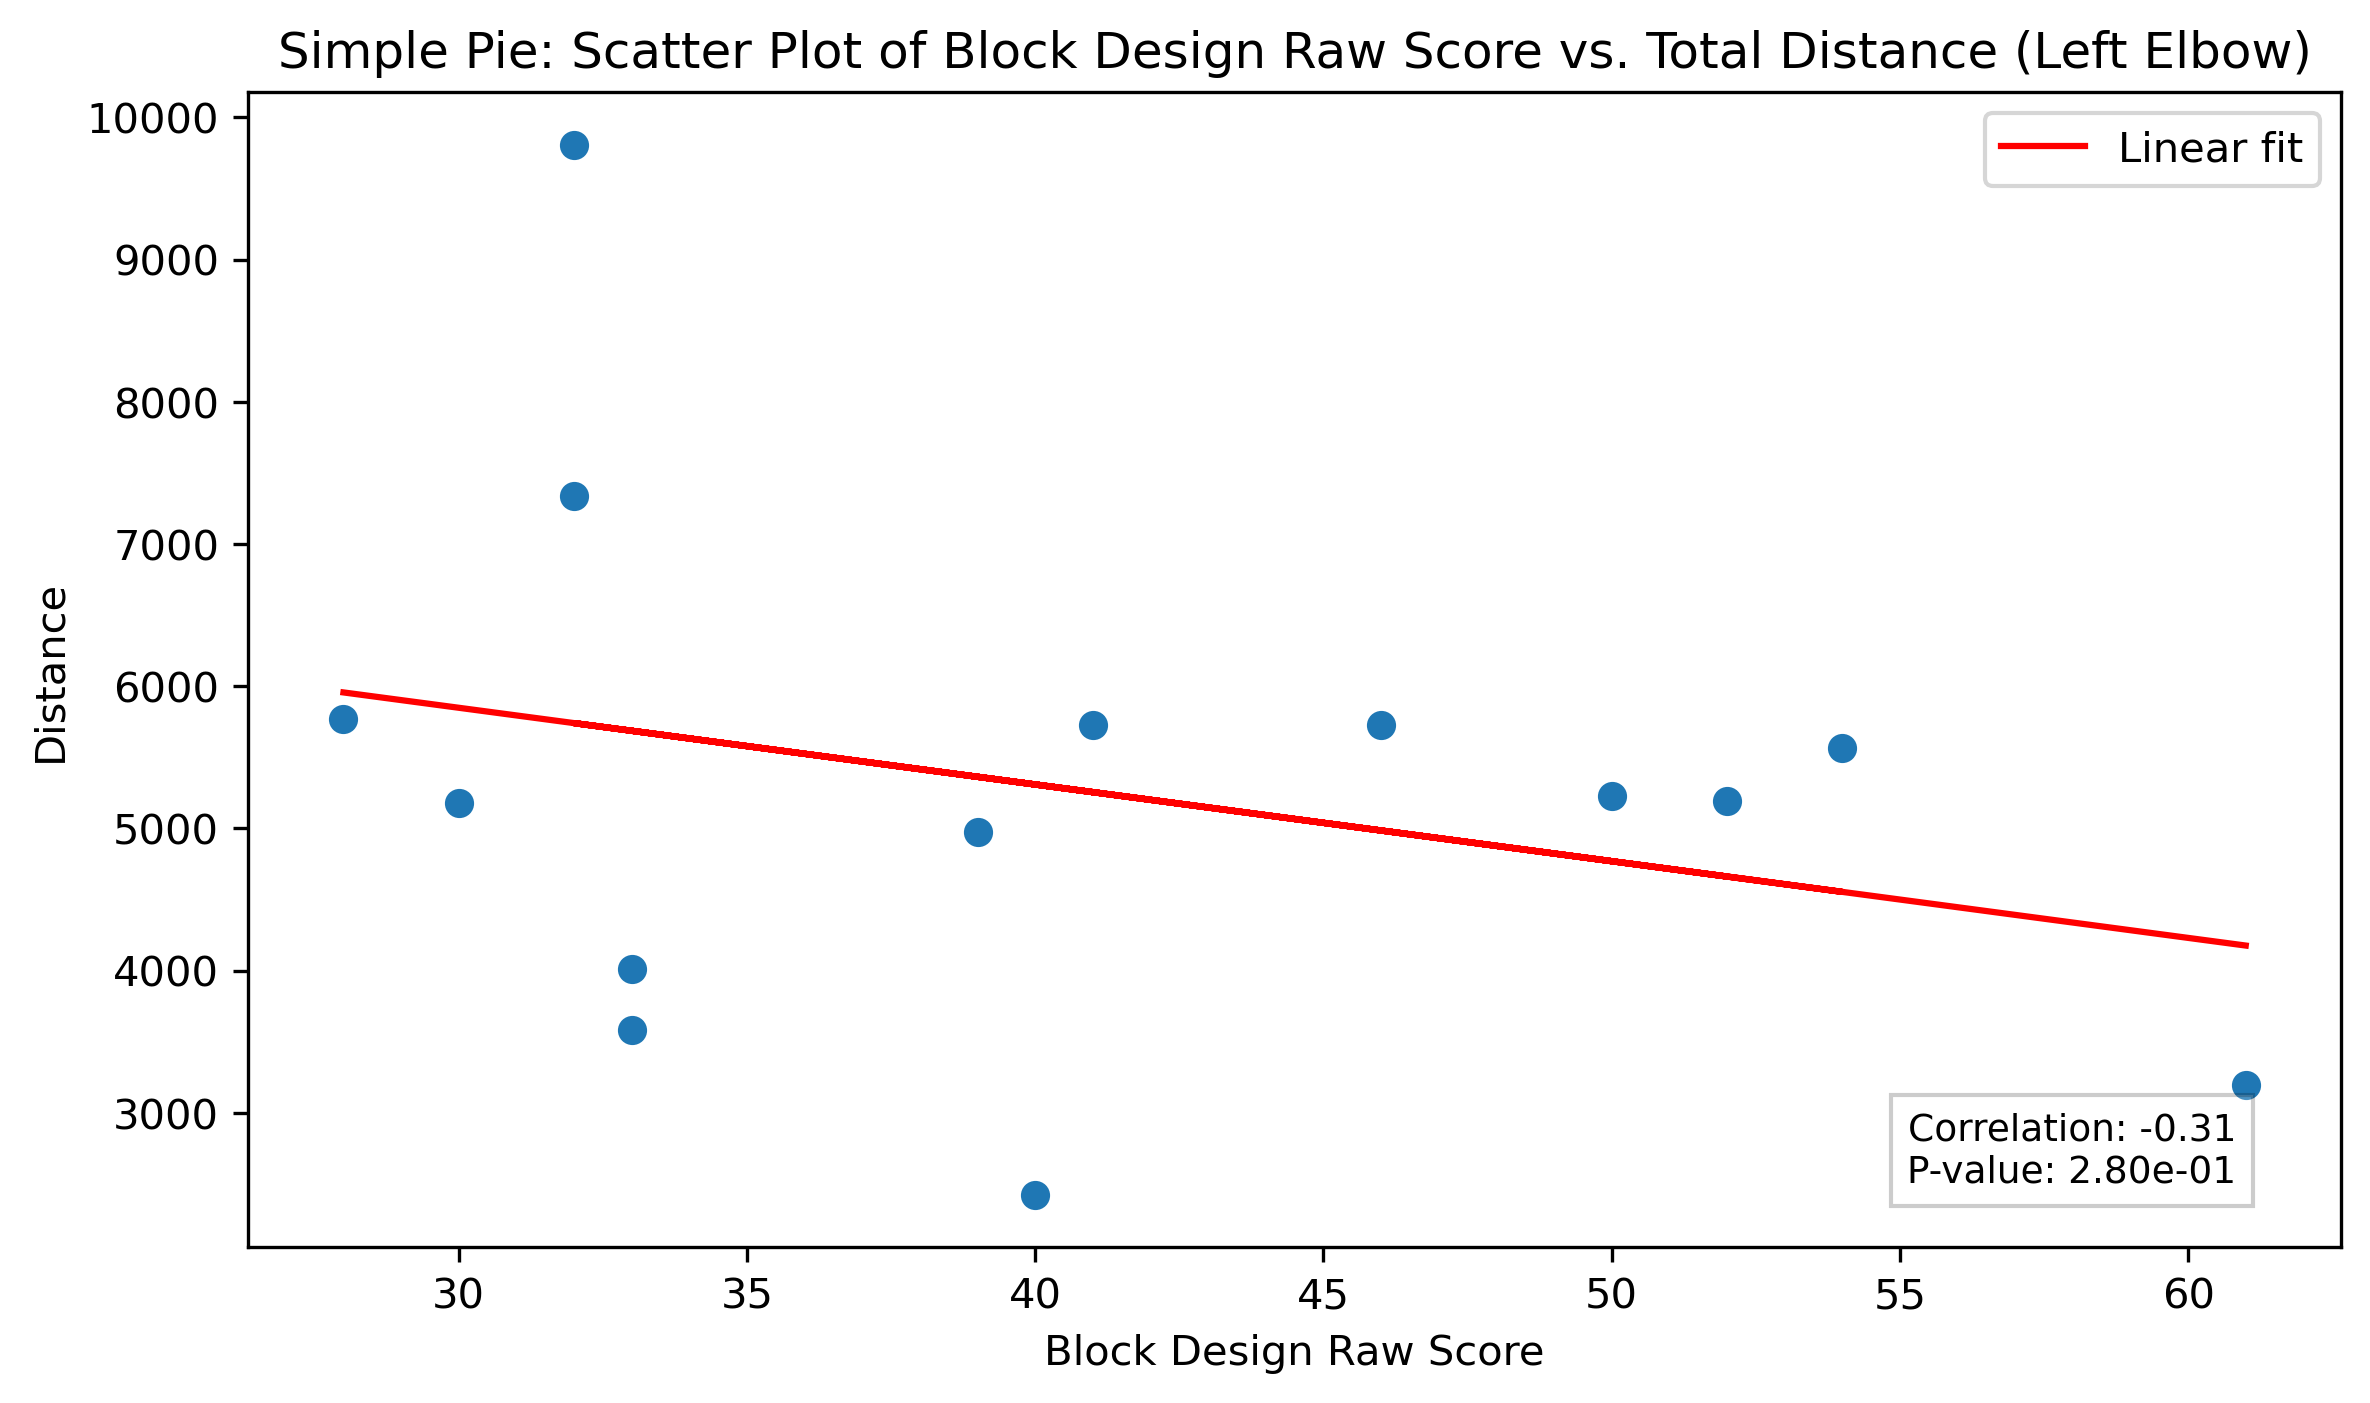 Simple Pie: Scatter Plot of Block Design Raw Score vs. Total Distance (Left Elbow)
Linear fit
10000
9000
8000
7000
6000
5000
4000
3000
Distance
Correlation: -0.31
P-value: 2.80e-01
30 35 40 45 50 55 60
Block Design Raw Score